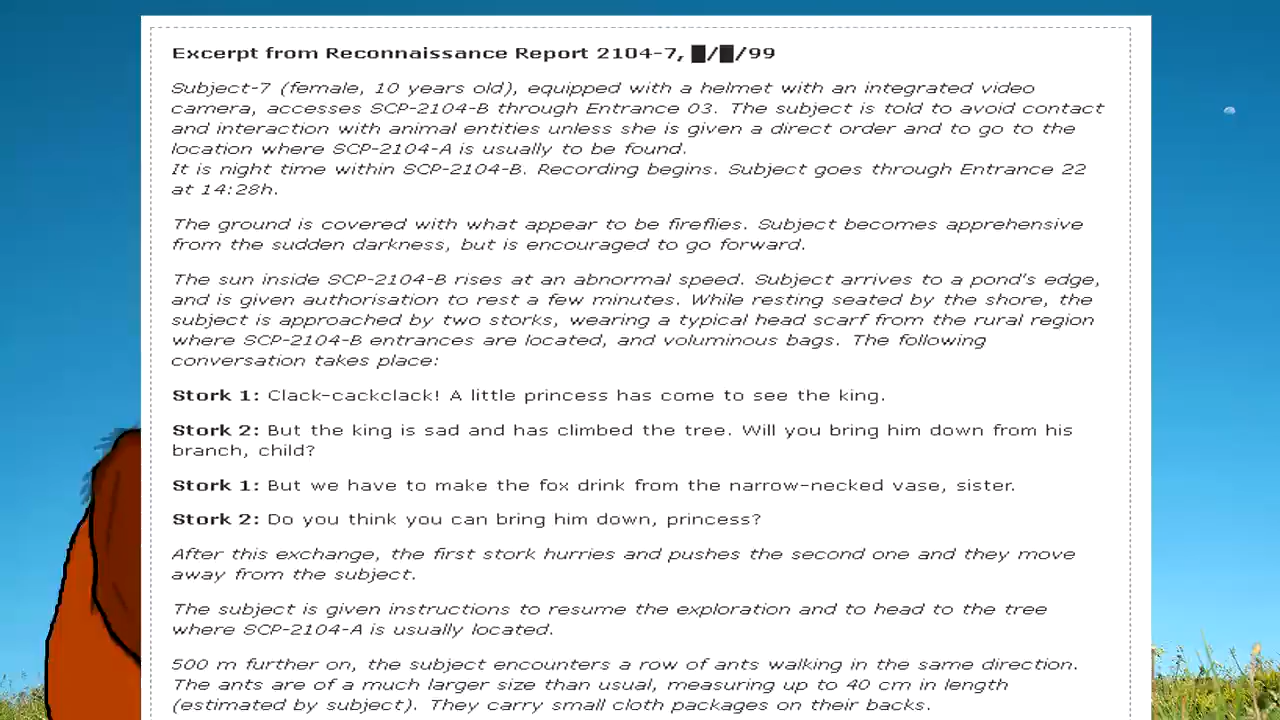 Excerpt from Reconnaissance Report 2104-7, █/█/99
Subject-7 (female, 10 years old), equipped with a helmet with an integrated video
camera, accesses SCP-2104-B through Entrance 03. The subject is told to avoid contact
and interaction with animal entities unless she is given a direct order and to go to the
location where SCP-2104-A is usually to be found.
It is night time within SCP-2104-B. Recording begins. Subject goes through Entrance 22
at 14:28h.
The ground is covered with what appear to be fireflies. Subject becomes apprehensive
from the sudden darkness, but is encouraged to go forward.
The sun inside SCP-2104-B rises at an abnormal speed. Subject arrives to a pond's edge,
and is given authorisation to rest a few minutes. While resting seated by the shore, the
subject is approached by two storks, wearing a typical head scarf from the rural region
where SCP-2104-B entrances are located, and voluminous bags. The following
conversation takes place:
Stork 1: Clack-cackclack! A little princess has come to see the king.
Stork 2: But the king is sad and has climbed the tree. Will you bring him down from his
branch, child?
Stork 1: But we have to make the fox drink from the narrow-necked vase, sister.
Stork 2: Do you think you can bring him down, princess?
After this exchange, the first stork hurries and pushes the second one and they move
away from the subject.
The subject is given instructions to resume the exploration and to head to the tree
where SCP-2104-A is usually located.
500 m further on, the subject encounters a row of ants walking in the same direction.
The ants are of a much larger size than usual, measuring up to 40 cm in length
(estimated by subject). They carry small cloth packages on their backs.